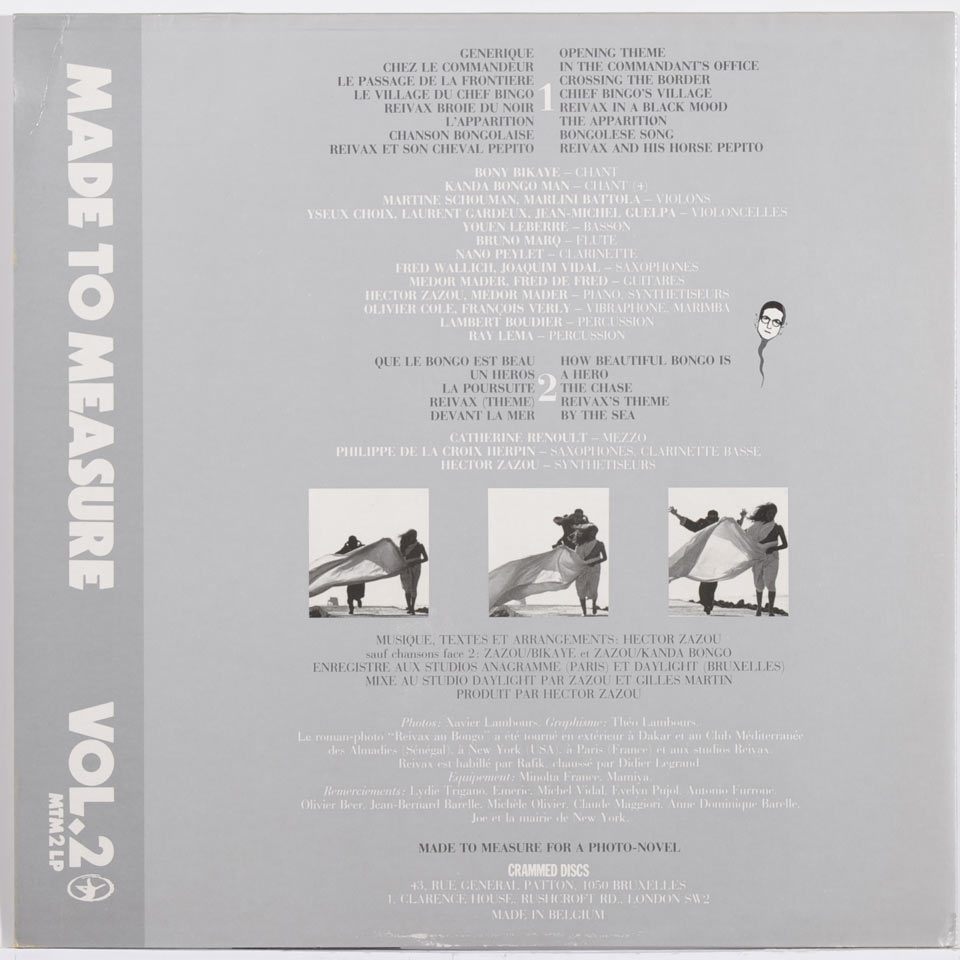 MADE TO MEASURE VOL.2
MTM 2 LP
1
GENERIQUE OPENING THEME
CHEZ LE COMMANDEUR IN THE COMMANDANT'S OFFICE
LE PASSAGE DE LA FRONTIERE CROSSING THE BORDER
LE VILLAGE DU CHEF BINGO CHIEF BINGO'S VILLAGE
REIVAX BROIE DU NOIR REIVAX IN A BLACK MOOD
L'APPARITION THE APPARITION
CHANSON BONGOLAISE BONGOLESE SONG
REIVAX ET SON CHEVAL PEPITO REIVAX AND HIS HORSE PEPITO
BONY BIKAYE – CHANT
KANDA BONGO MAN – CHANT (4)
MARTINE SCHOUMAN, MARLINI BATTOLA – VIOLONS
YSEUX CHOIX, LAURENT GARDEUX, JEAN-MICHEL GUELPA – VIOLONCELLES
YOUEN LEBERRE – BASSON
BRUNO MARQ – FLUTE
NANO PEYLET – CLARINETTE
FRED WALLICH, JOAQUIM VIDAL – SAXOPHONES
MEDOR MADER, FRED DE FRED – GUITARES
HECTOR ZAZOU, MEDOR MADER – PIANO, SYNTHETISEURS
OLIVIER COLE, FRANÇOIS VERLY – VIBRAPHONE, MARIMBA
LAMBERT BOUDIER – PERCUSSION
RAY LEMA – PERCUSSION
2
QUE LE BONGO EST BEAU HOW BEAUTIFUL BONGO IS
UN HEROS A HERO
LA POURSUITE THE CHASE
REIVAX (THEME) REIVAX'S THEME
DEVANT LA MER BY THE SEA
CATHERINE RENOULT – MEZZO
PHILIPPE DE LA CROIX HERPIN – SAXOPHONES, CLARINETTE BASSE
HECTOR ZAZOU – SYNTHETISEURS
MUSIQUE, TEXTES ET ARRANGEMENTS: HECTOR ZAZOU
sauf chansons face 2: ZAZOU/BIKAYE et ZAZOU/KANDA BONGO
ENREGISTRE AUX STUDIOS ANAGRAMME (PARIS) ET DAYLIGHT (BRUXELLES)
MIXE AU STUDIO DAYLIGHT PAR ZAZOU ET GILLES MARTIN
PRODUIT PAR HECTOR ZAZOU
Photos: Xavier Lambours. Graphisme: Théo Lambours.
Le roman-photo "Reivax au Bongo" a été tourné en extérieur à Dakar et au Club Méditerranée
des Almadies (Sénégal), à New York (USA), à Paris (France) et aux studios Reivax.
Reivax est habillé par Rafik, chaussé par Didier Legrand
Equipement: Minolta France, Mamiya.
Remerciements: Lydie Trigano, Emeric, Michel Vidal, Evelyn Pujol, Antonio Furrone,
Olivier Beer, Jean-Bernard Barelle, Michèle Olivier, Claude Maggiori, Anne Dominique Barelle,
Joe et la mairie de New York.
MADE TO MEASURE FOR A PHOTO-NOVEL
CRAMMED DISCS
43, RUE GENERAL PATTON, 1050 BRUXELLES
1, CLARENCE HOUSE, RUSHCROFT RD., LONDON SW2
MADE IN BELGIUM